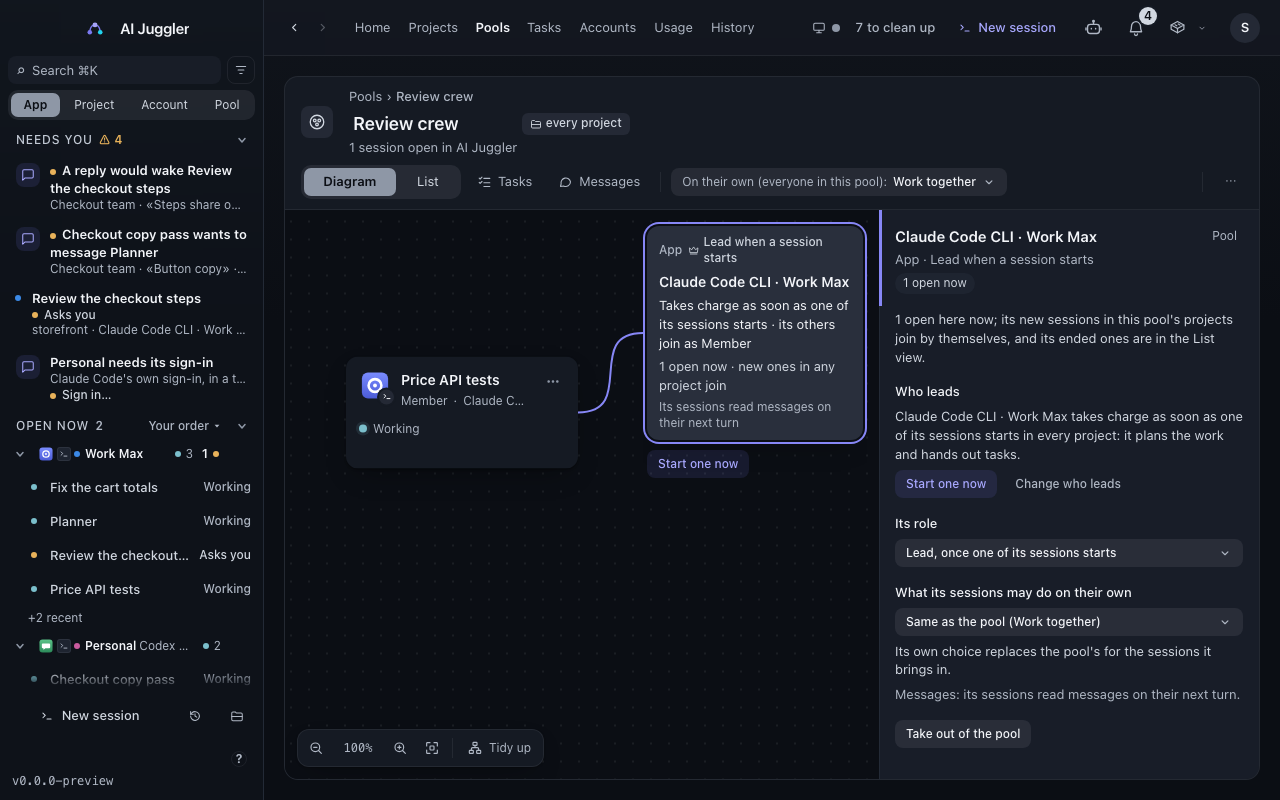 AI Juggler
Search ⌘K
App Project Account Pool
NEEDS YOU 4
A reply would wake Review
the checkout steps
Checkout team · «Steps share o...
Checkout copy pass wants to
message Planner
Checkout team · «Button copy» ·...
Review the checkout steps
Asks you
storefront · Claude Code CLI · Work ...
Personal needs its sign-in
Claude Code's own sign-in, in a t...
Sign in...
OPEN NOW 2 Your order
Work Max 3 1
Fix the cart totals Working
Planner Working
Review the checkout... Asks you
Price API tests Working
+2 recent
Personal Codex ... 2
Checkout copy pass Working
New session
?
v0.0.0-preview
Home Projects Pools Tasks Accounts Usage History
7 to clean up New session 4 S
Pools › Review crew
Review crew every project
1 session open in AI Juggler
Diagram List Tasks Messages On their own (everyone in this pool): Work together ...
Price API tests ...
Member · Claude C...
Working
App Lead when a session
starts
Claude Code CLI · Work Max
Takes charge as soon as one of
its sessions starts · its others
join as Member
1 open now · new ones in any
project join
Its sessions read messages on
their next turn
Start one now
100% Tidy up
Claude Code CLI · Work Max Pool
App · Lead when a session starts
1 open now
1 open here now; its new sessions in this pool's projects
join by themselves, and its ended ones are in the List
view.
Who leads
Claude Code CLI · Work Max takes charge as soon as one
of its sessions starts in every project: it plans the work
and hands out tasks.
Start one now Change who leads
Its role
Lead, once one of its sessions starts
What its sessions may do on their own
Same as the pool (Work together)
Its own choice replaces the pool's for the sessions it
brings in.
Messages: its sessions read messages on their next turn.
Take out of the pool